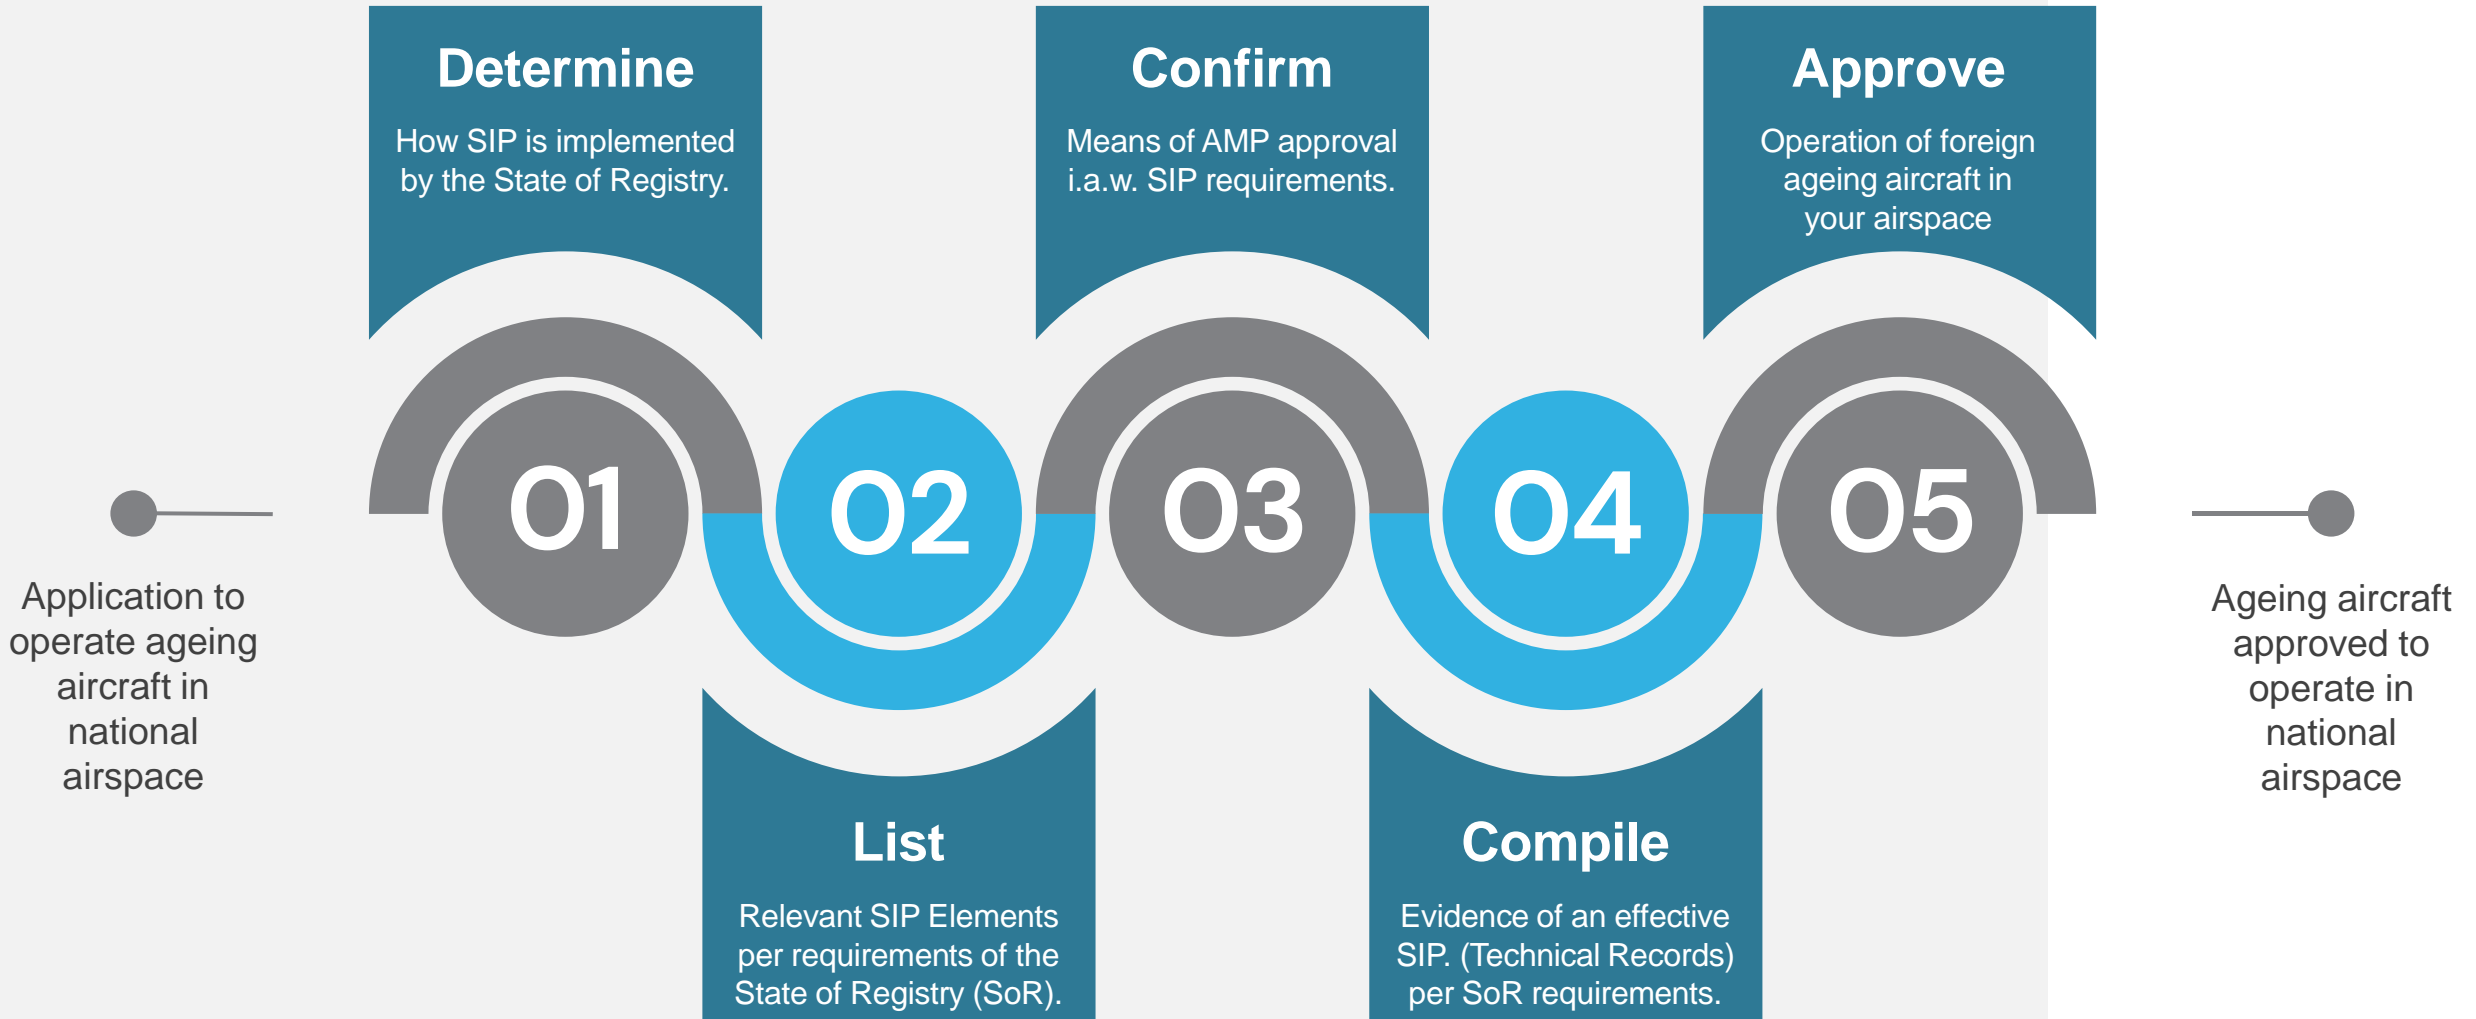 Application to
operate ageing
aircraft in
national
airspace
Determine
How SIP is implemented
by the State of Registry.
01
02
List
Relevant SIP Elements
per requirements of the
State of Registry (SoR).
Confirm
Means of AMP approval
i.a.w. SIP requirements.
03
04
Compile
Evidence of an effective
SIP. (Technical Records)
per SoR requirements.
Approve
Operation of foreign
ageing aircraft in
your airspace
05
Ageing aircraft
approved to
operate in
national
airspace